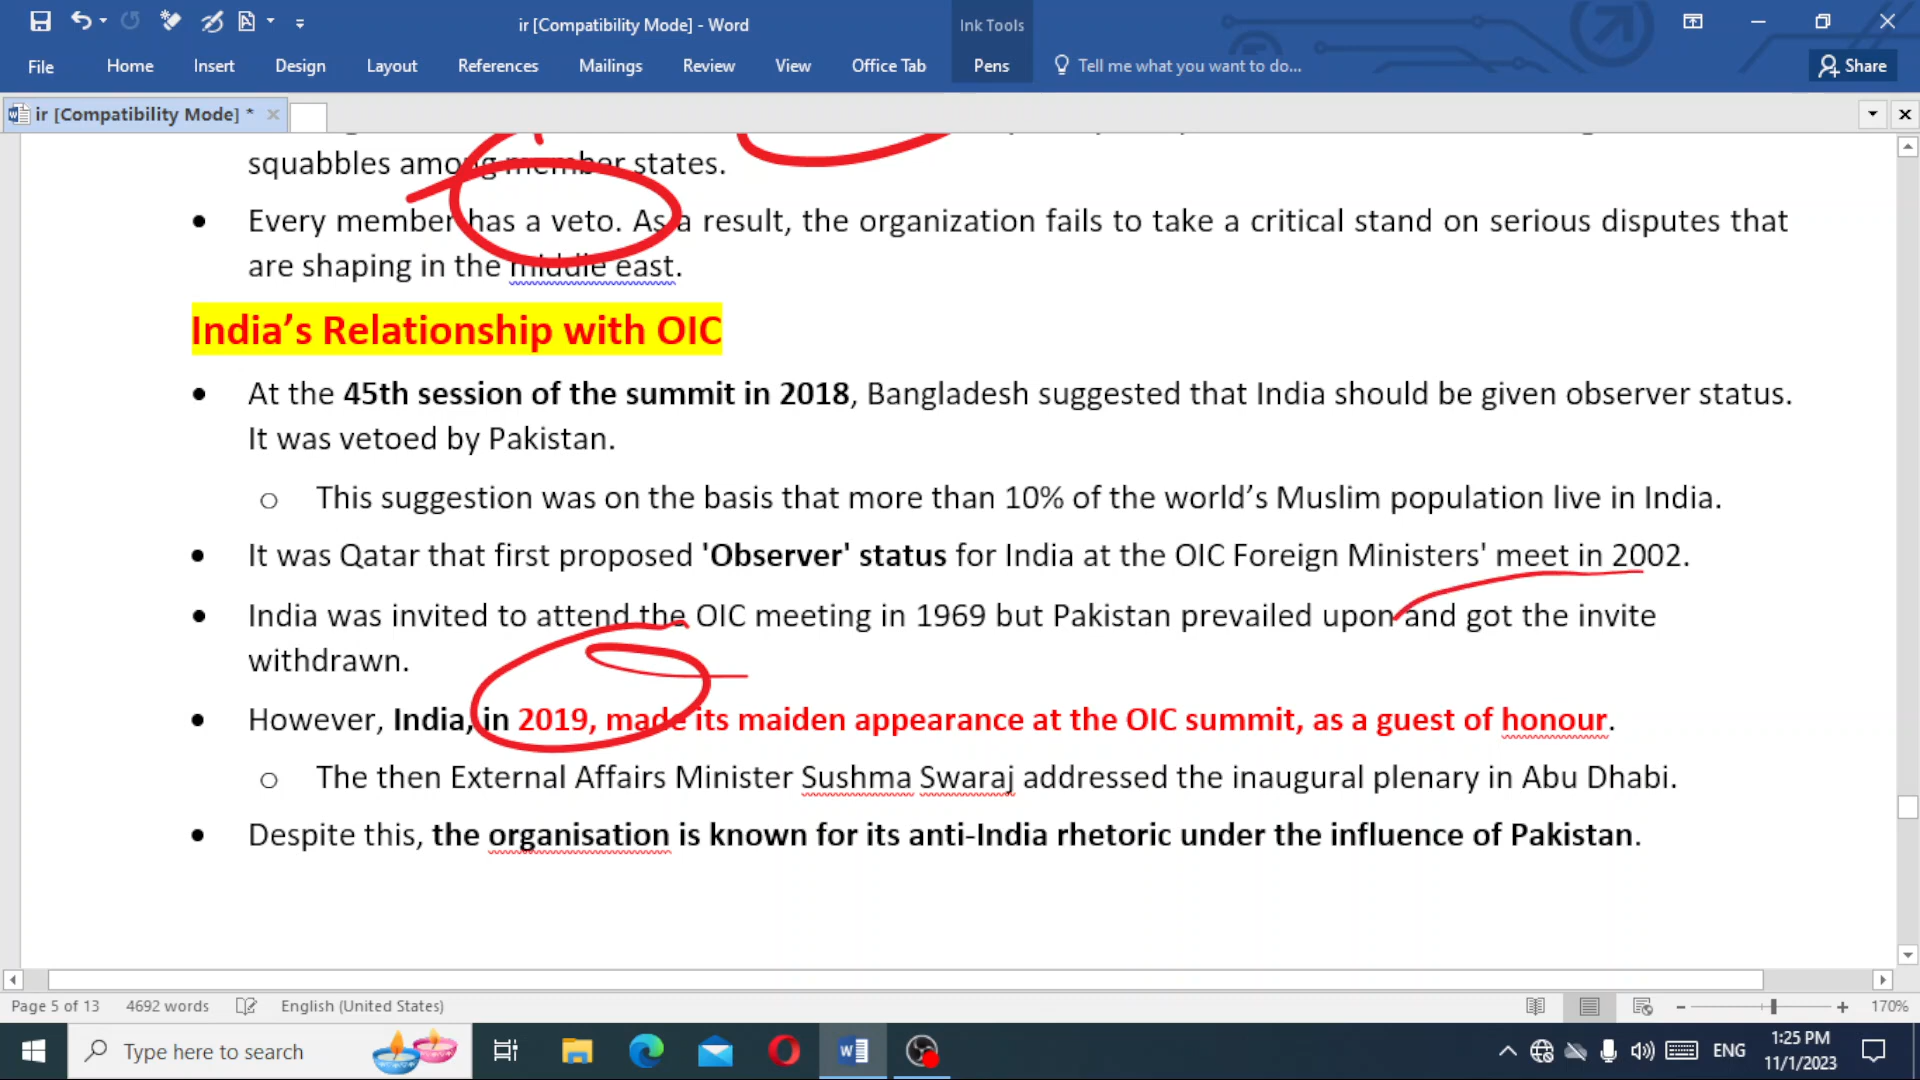 ir [Compatibility Mode] - Word
Ink Tools
File
Home
Insert
Design
Layout
References
Mailings
Review
View
Office Tab
Pens
Tell me what you want to do...
Share
ir [Compatibility Mode] *
squabbles among member states.
• Every member has a veto. As a result, the organization fails to take a critical stand on serious disputes that
are shaping in the middle east.
India’s Relationship with OIC
• At the 45th session of the summit in 2018, Bangladesh suggested that India should be given observer status.
It was vetoed by Pakistan.
o This suggestion was on the basis that more than 10% of the world’s Muslim population live in India.
• It was Qatar that first proposed 'Observer' status for India at the OIC Foreign Ministers' meet in 2002.
• India was invited to attend the OIC meeting in 1969 but Pakistan prevailed upon and got the invite
withdrawn.
• However, India, in 2019, made its maiden appearance at the OIC summit, as a guest of honour.
o The then External Affairs Minister Sushma Swaraj addressed the inaugural plenary in Abu Dhabi.
• Despite this, the organisation is known for its anti-India rhetoric under the influence of Pakistan.
Page 5 of 13
4692 words
English (United States)
170%
Type here to search
ENG
1:25 PM
11/1/2023